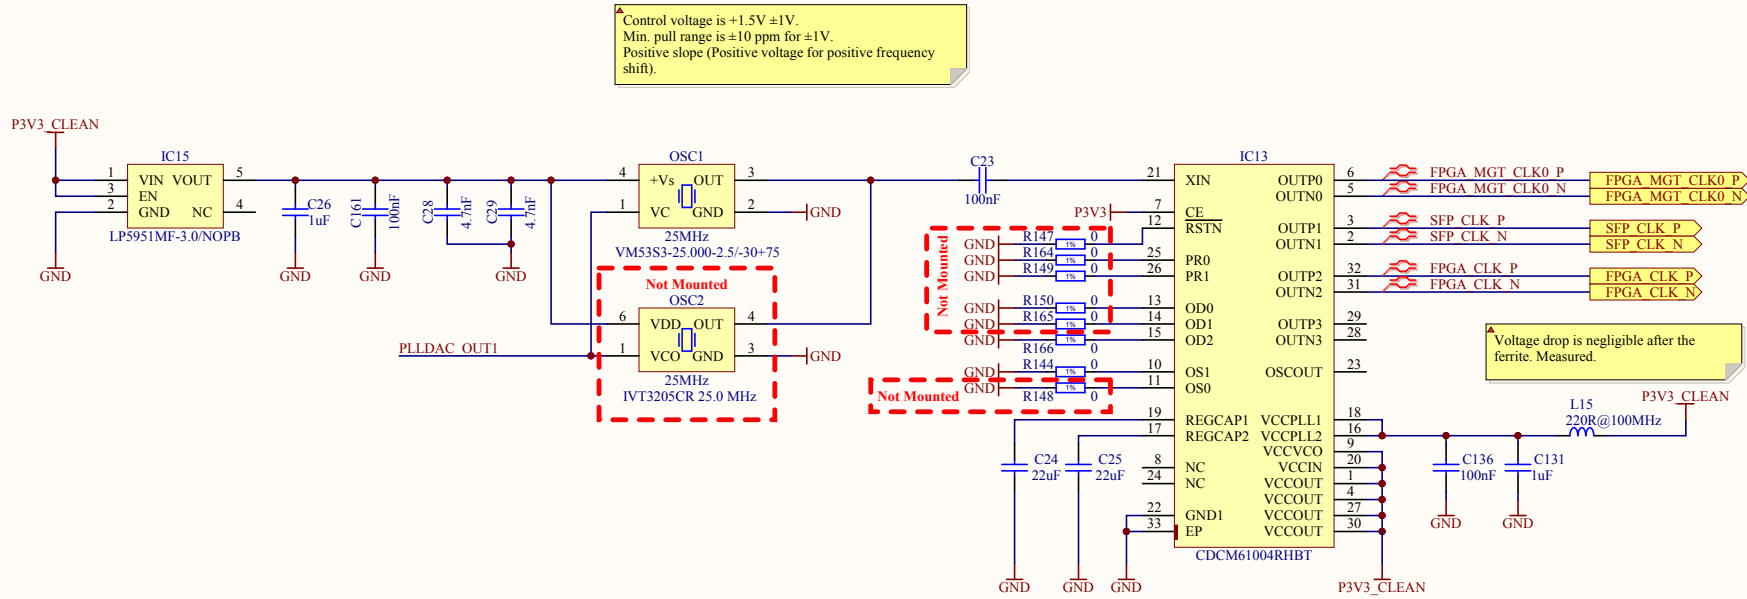 Control voltage is +1.5V ±1V.
Min. pull range is ±10 ppm for ±1V.
Positive slope (Positive voltage for positive frequency
shift).
P3V3_CLEAN
IC15
1 VIN VOUT 5
3 EN
2 GND NC 4
LP5951MF-3.0/NOPB
GND
C26
1uF
GND
C161
100nF
GND
C28
4.7nF
C29
4.7nF
GND
OSC1
4 +Vs OUT 3
1 VC GND 2
GND
25MHz
VM53S3-25.000-2.5/-30+75
Not Mounted
OSC2
6 VDD OUT 4
1 VCO GND 3
GND
25MHz
IVT3205CR 25.0 MHz
PLLDAC_OUT1
C23
100nF
P3V3
Not Mounted
GND R147 1% 0
GND R164 1% 0
GND R149 1% 0
GND R150 1% 0
GND R165 1% 0
GND R166 1% 0
GND R144 1% 0
Not Mounted
GND R148 1% 0
C24
22uF
GND
C25
22uF
GND
GND
IC13
21 XIN
7 CE
12 RSTN
25 PR0
26 PR1
13 OD0
14 OD1
15 OD2
10 OS1
11 OS0
19 REGCAP1
17 REGCAP2
8 NC
24 NC
22 GND1
33 EP
OUTP0 6
OUTN0 5
OUTP1 3
OUTN1 2
OUTP2 32
OUTN2 31
OUTP3 29
OUTN3 28
OSCOUT 23
VCCPLL1 18
VCCPLL2 16
VCCVCO 9
VCCIN 20
VCCOUT 1
VCCOUT 4
VCCOUT 27
VCCOUT 30
CDCM61004RHBT
FPGA_MGT_CLK0_P FPGA_MGT_CLK0_P
FPGA_MGT_CLK0_N FPGA_MGT_CLK0_N
SFP_CLK_P SFP_CLK_P
SFP_CLK_N SFP_CLK_N
FPGA_CLK_P FPGA_CLK_P
FPGA_CLK_N FPGA_CLK_N
Voltage drop is negligible after the
ferrite. Measured.
P3V3_CLEAN
L15
220R@100MHz
C136
100nF
GND
C131
1uF
GND
P3V3_CLEAN